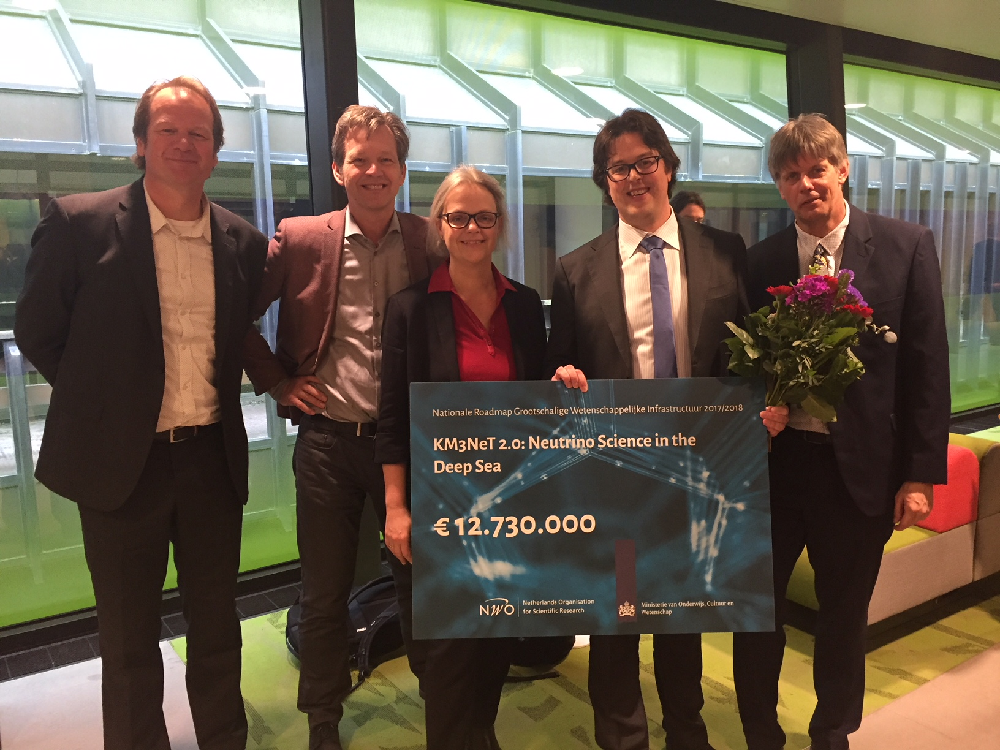 Nationale Roadmap Grootschalige Wetenschappelijke Infrastructuur 2017/2018
KM3NeT 2.0: Neutrino Science in the
Deep Sea
€ 12.730.000
NWO
Netherlands Organisation
for Scientific Research
Ministerie van Onderwijs, Cultuur en
Wetenschap